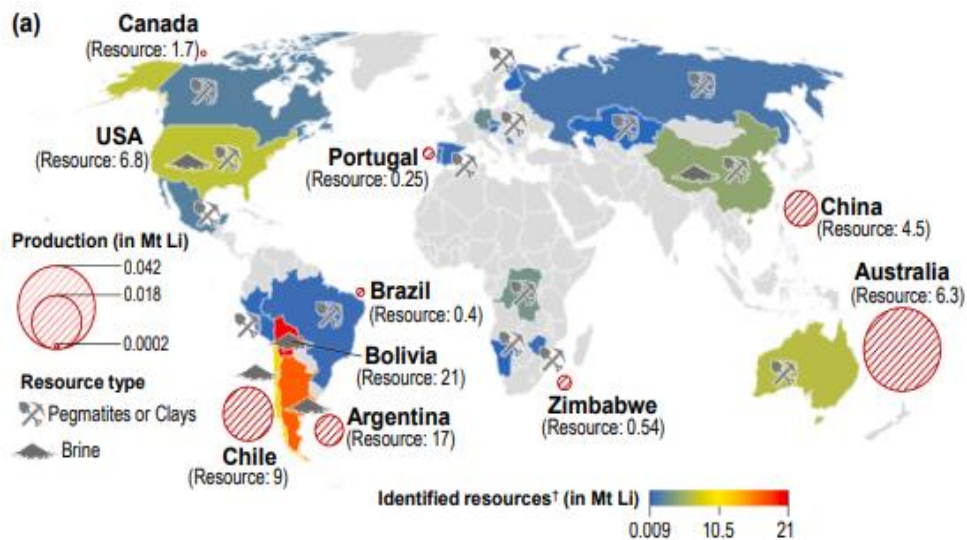 (a)
Canada
(Resource: 1.7)
USA
(Resource: 6.8)
Portugal
(Resource: 0.25)
China
(Resource: 4.5)
Australia
(Resource: 6.3)
Production (in Mt Li)
0.042
0.018
0.0002
Brazil
(Resource: 0.4)
Bolivia
(Resource: 21)
Argentina
(Resource: 17)
Chile
(Resource: 9)
Zimbabwe
(Resource: 0.54)
Resource type
Pegmatites or Clays
Brine
Identified resources† (in Mt Li)
0.009 10.5 21